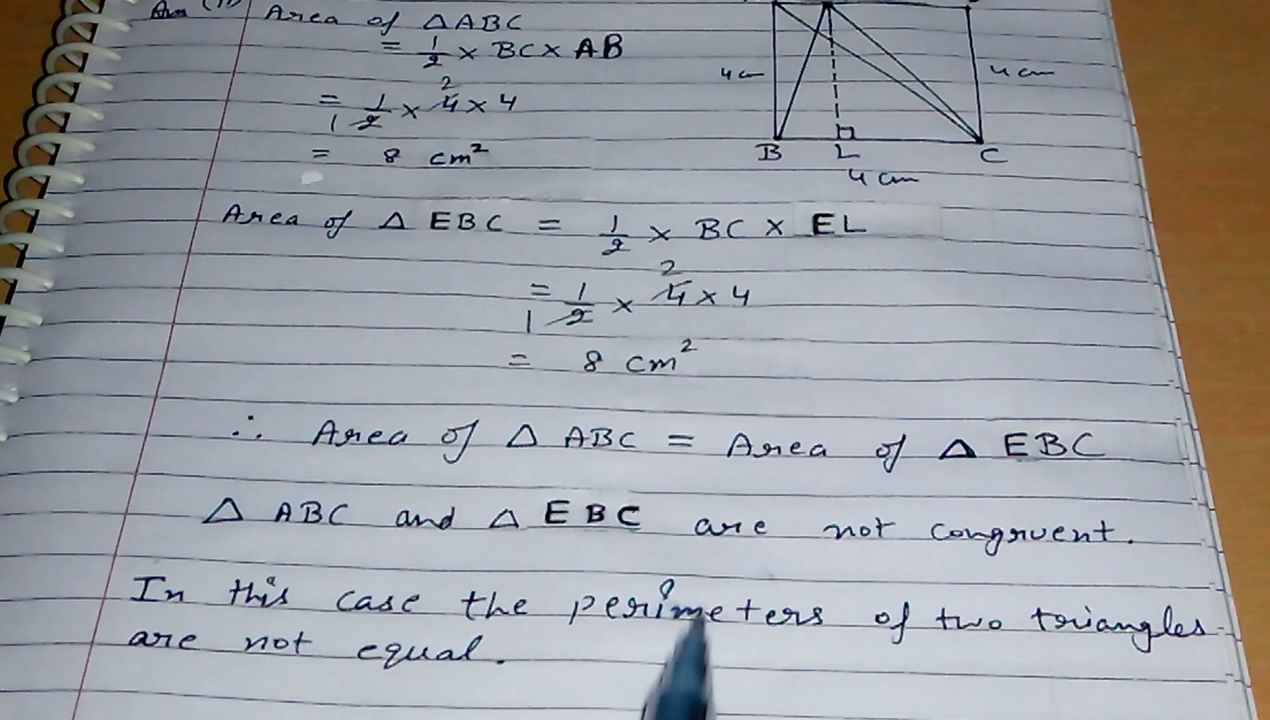 Ans (ii) Area of △ABC
= 1/2 × BC × AB
4cm
4 cm
2
= 1/2 × 4 × 4
1
= 8 cm²
B L C
4 cm
Area of △ EBC = 1/2 × BC × EL
2
= 1/2 × 4 × 4
1
= 8 cm²
∴ Area of △ ABC = Area of △ EBC
△ ABC and △ EBC are not congruent.
In this case the perimeters of two triangles
are not equal.